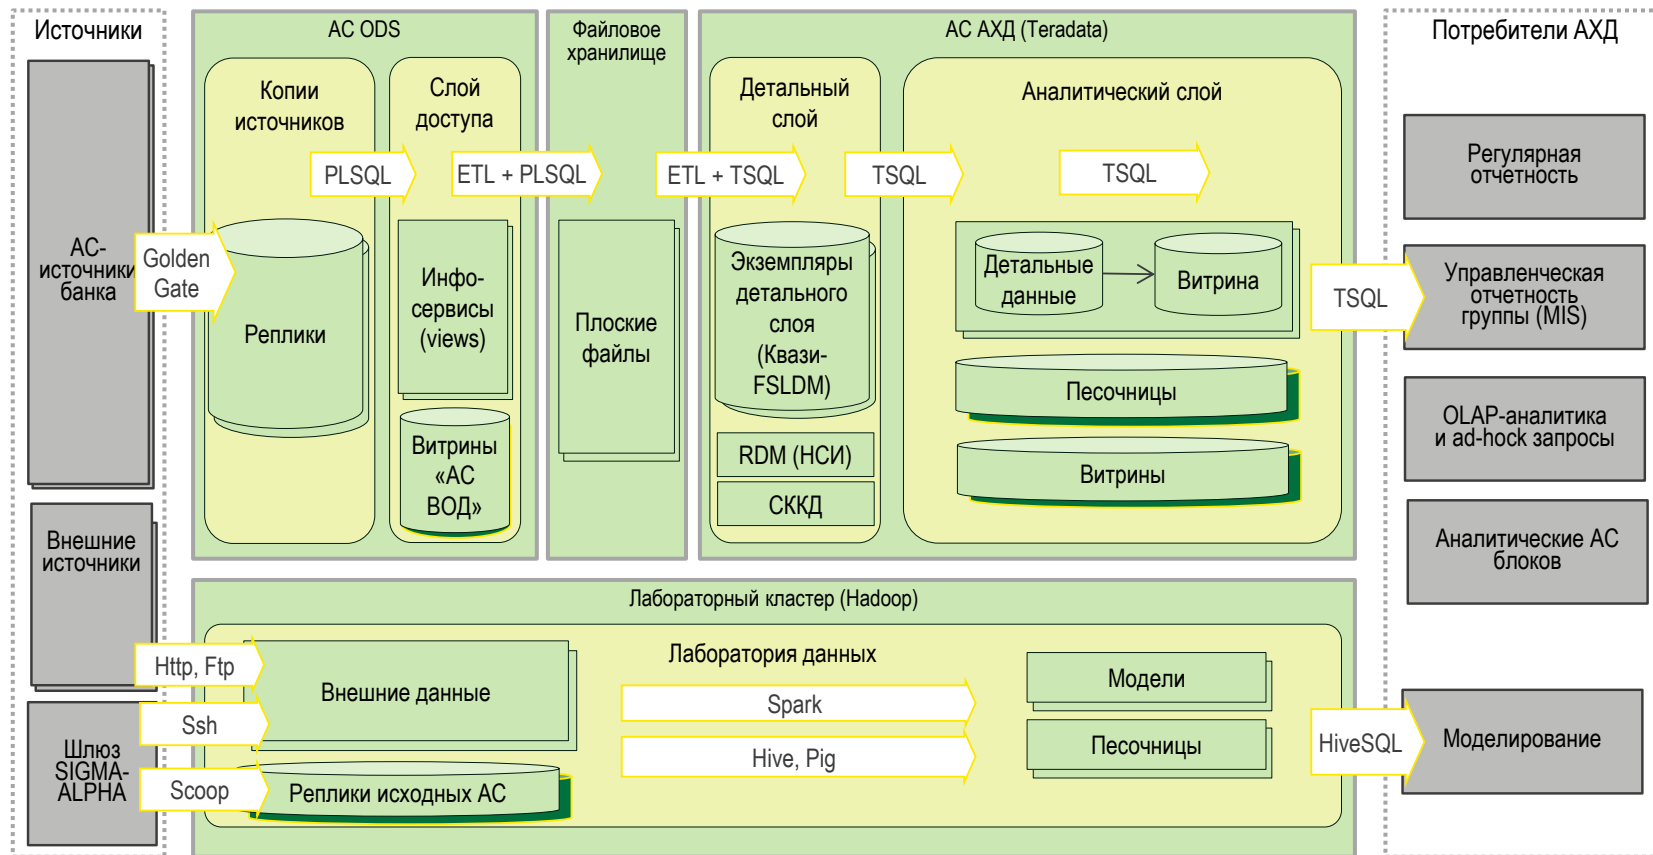 Источники
АС-
источники
банка
Внешние
источники
Шлюз
SIGMA-
ALPHA
Golden
Gate
Http, Ftp
Ssh
Scoop
АС ODS
Копии
источников
PLSQL
Реплики
Слой
доступа
ETL + PLSQL
Инфо-
сервисы
(views)
Витрины
«АС
ВОД»
Файловое
хранилище
Плоские
файлы
ETL + TSQL
АС АХД (Teradata)
Детальный
слой
TSQL
Экземпляры
детального
слоя
(Квази-
FSLDM)
RDM (НСИ)
СККД
Аналитический слой
TSQL
Детальные
данные
Витрина
Песочницы
Витрины
TSQL
Лабораторный кластер (Hadoop)
Лаборатория данных
Внешние данные
Реплики исходных АС
Spark
Hive, Pig
Модели
Песочницы
HiveSQL
Потребители АХД
Регулярная
отчетность
Управленческая
отчетность
группы (MIS)
OLAP-аналитика
и ad-hock запросы
Аналитические АС
блоков
Моделирование